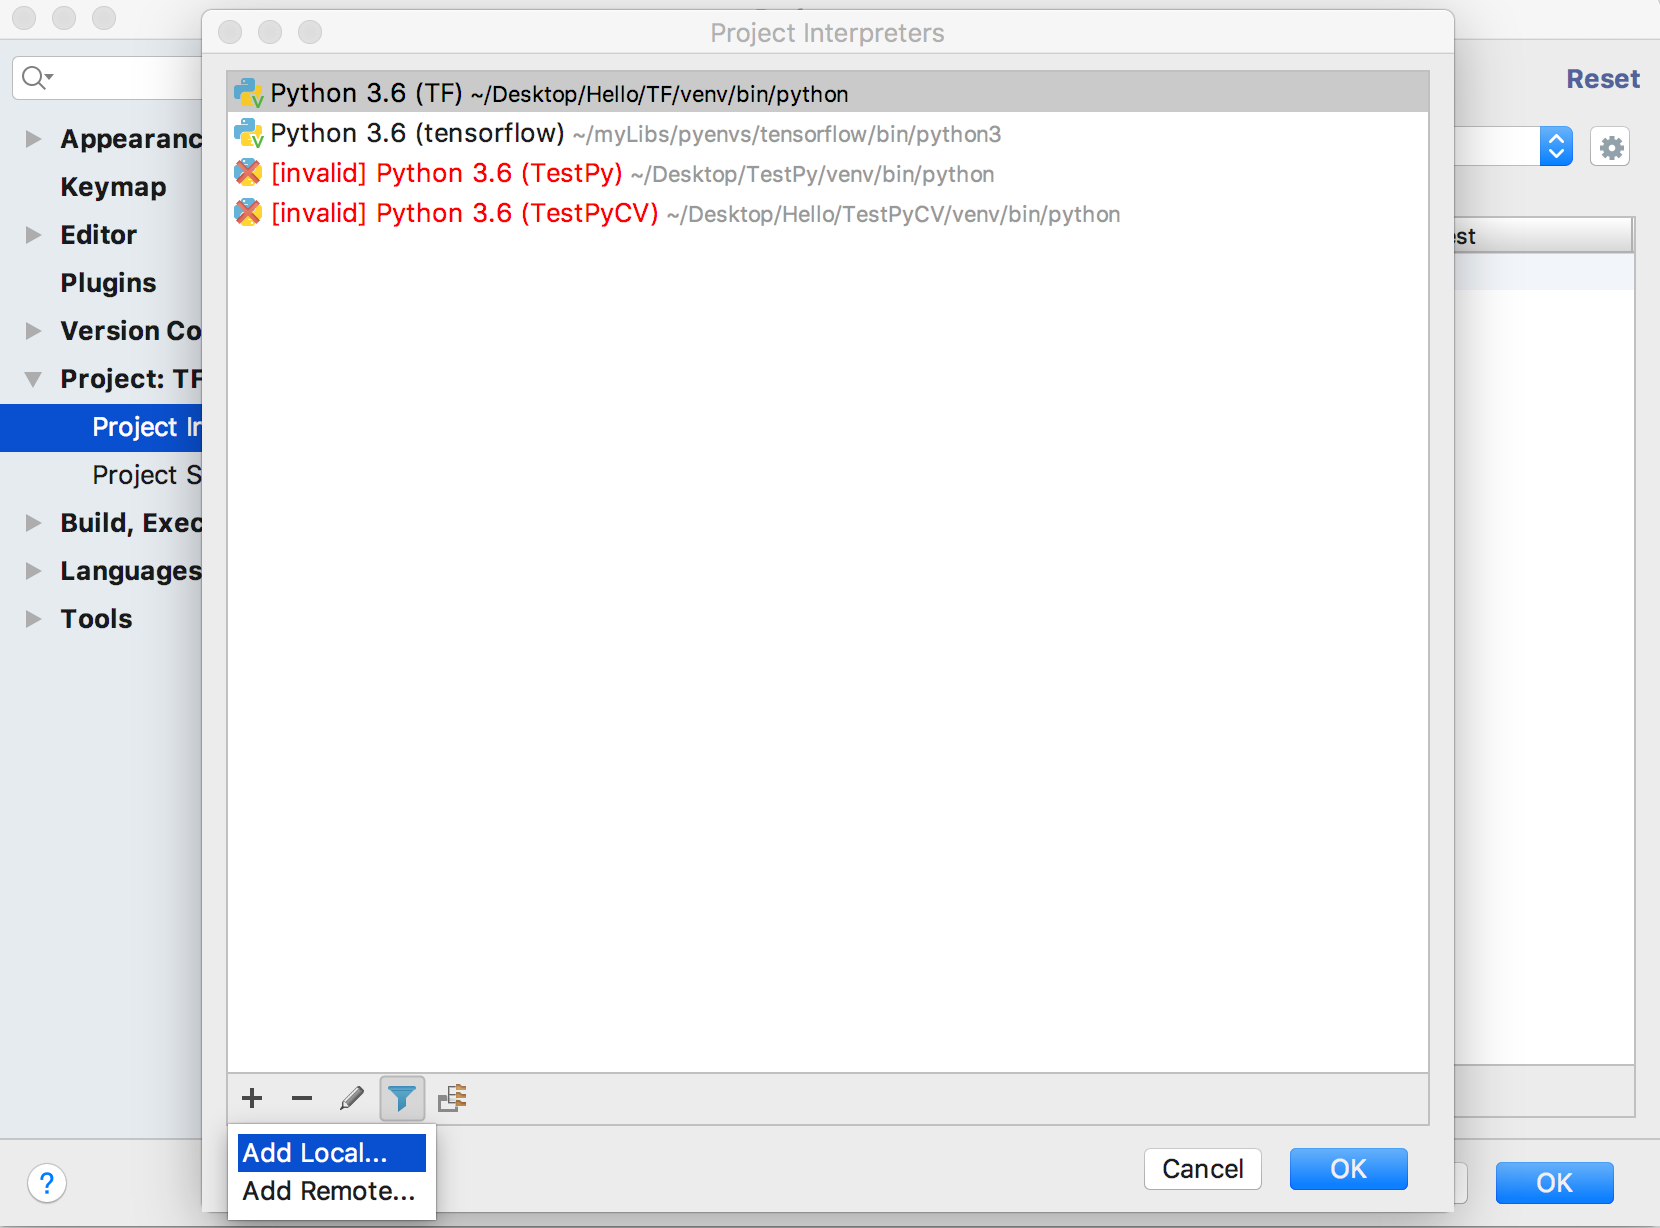 Project Interpreters
Reset
Python 3.6 (TF) ~/Desktop/Hello/TF/venv/bin/python
Python 3.6 (tensorflow) ~/myLibs/pyenvs/tensorflow/bin/python3
[invalid] Python 3.6 (TestPy) ~/Desktop/TestPy/venv/bin/python
[invalid] Python 3.6 (TestPyCV) ~/Desktop/Hello/TestPyCV/venv/bin/python
Appearanc
Keymap
Editor
Plugins
Version Co
Project: TF
Project In
Project S
Build, Exec
Languages
Tools
est
Add Local...
Add Remote...
Cancel
OK
?
OK